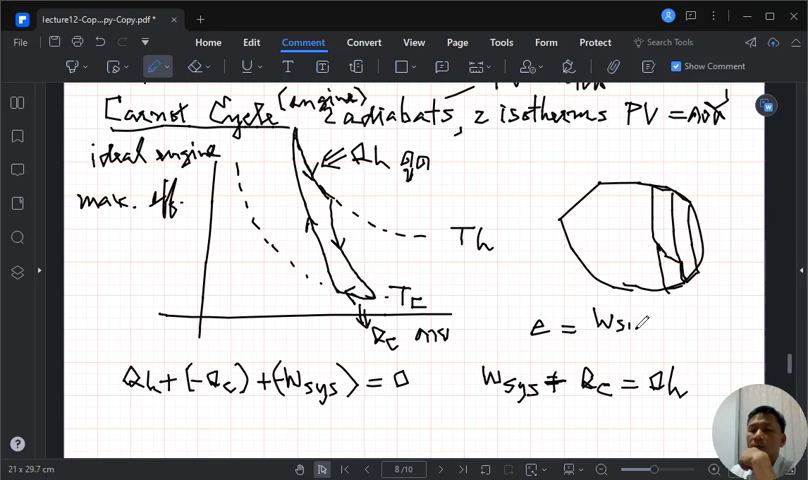 lecture12-Cop...py-Copy.pdf *
File
Home Edit Comment Convert View Page Tools Form Protect
Search Tools
Show Comment
Carnot Cycle (engine) 2 adiabats, 2 isotherms PV =
ideal engine
max. eff.
Qh
Th
Tc
Qc
e = Wsy
Qh + (-Qc) + (-Wsys) = 0
Wsys + Qc = Qh
21 x 29.7 cm
8 /10